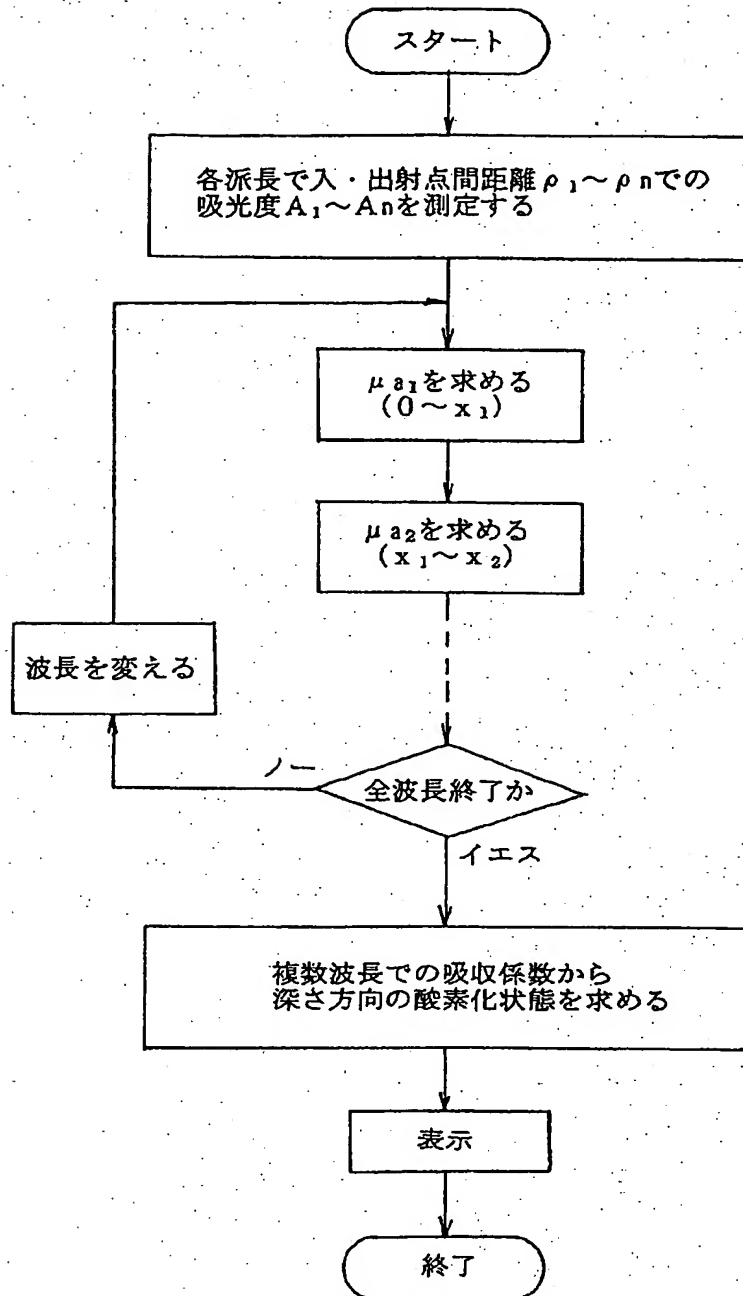 スタート
各派長で入・出射点間距離ρ₁～ρnでの
吸光度A₁～Anを測定する
μa₁を求める
(0～x₁)
μa₂を求める
(x₁～x₂)
波長を変える
ノー
全波長終了か
イエス
複数波長での吸収係数から
深さ方向の酸素化状態を求める
表示
終了